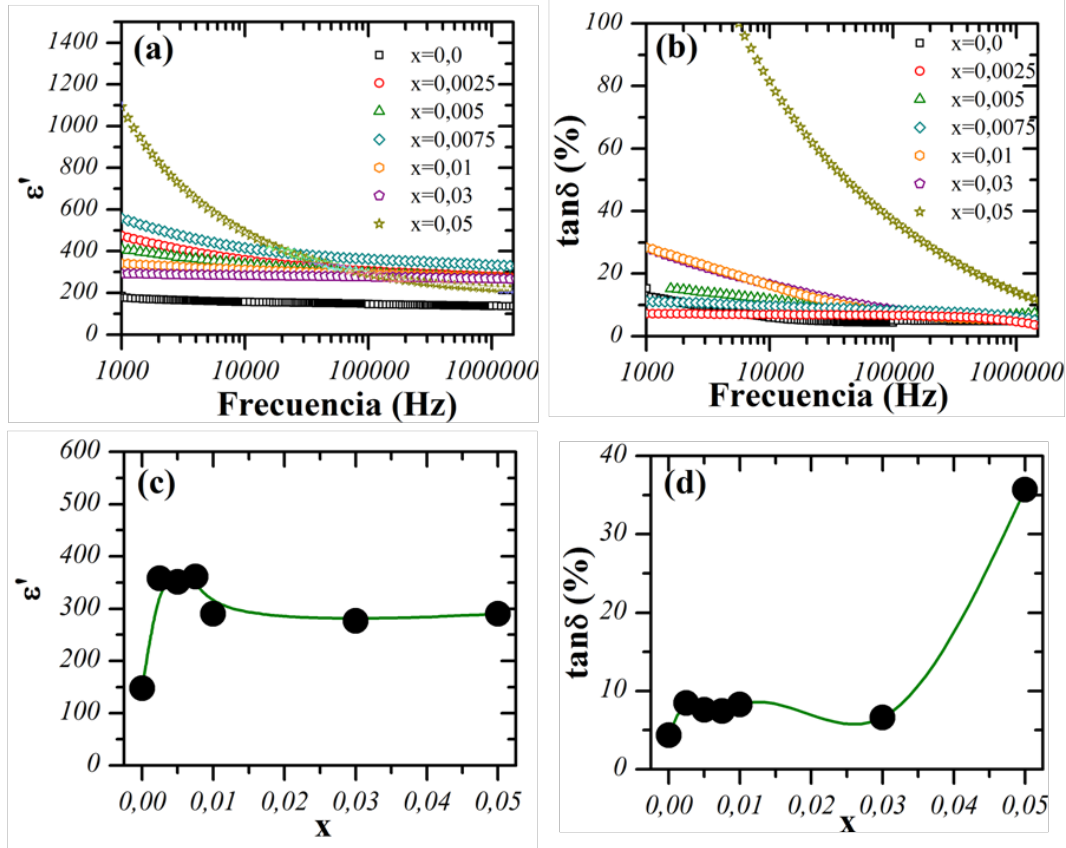 (a)
1400
1200
1000
800
600
400
200
0
ε'
x=0,0
x=0,0025
x=0,005
x=0,0075
x=0,01
x=0,03
x=0,05
1000
10000
100000
1000000
Frecuencia (Hz)
(b)
100
80
60
40
20
0
tanδ (%)
x=0,0
x=0,0025
x=0,005
x=0,0075
x=0,01
x=0,03
x=0,05
1000
10000
100000
1000000
Frecuencia (Hz)
(c)
600
500
400
300
200
100
0
ε'
0,00
0,01
0,02
0,03
0,04
0,05
x
(d)
40
30
20
10
0
tanδ (%)
0,00
0,01
0,02
0,03
0,04
0,05
x